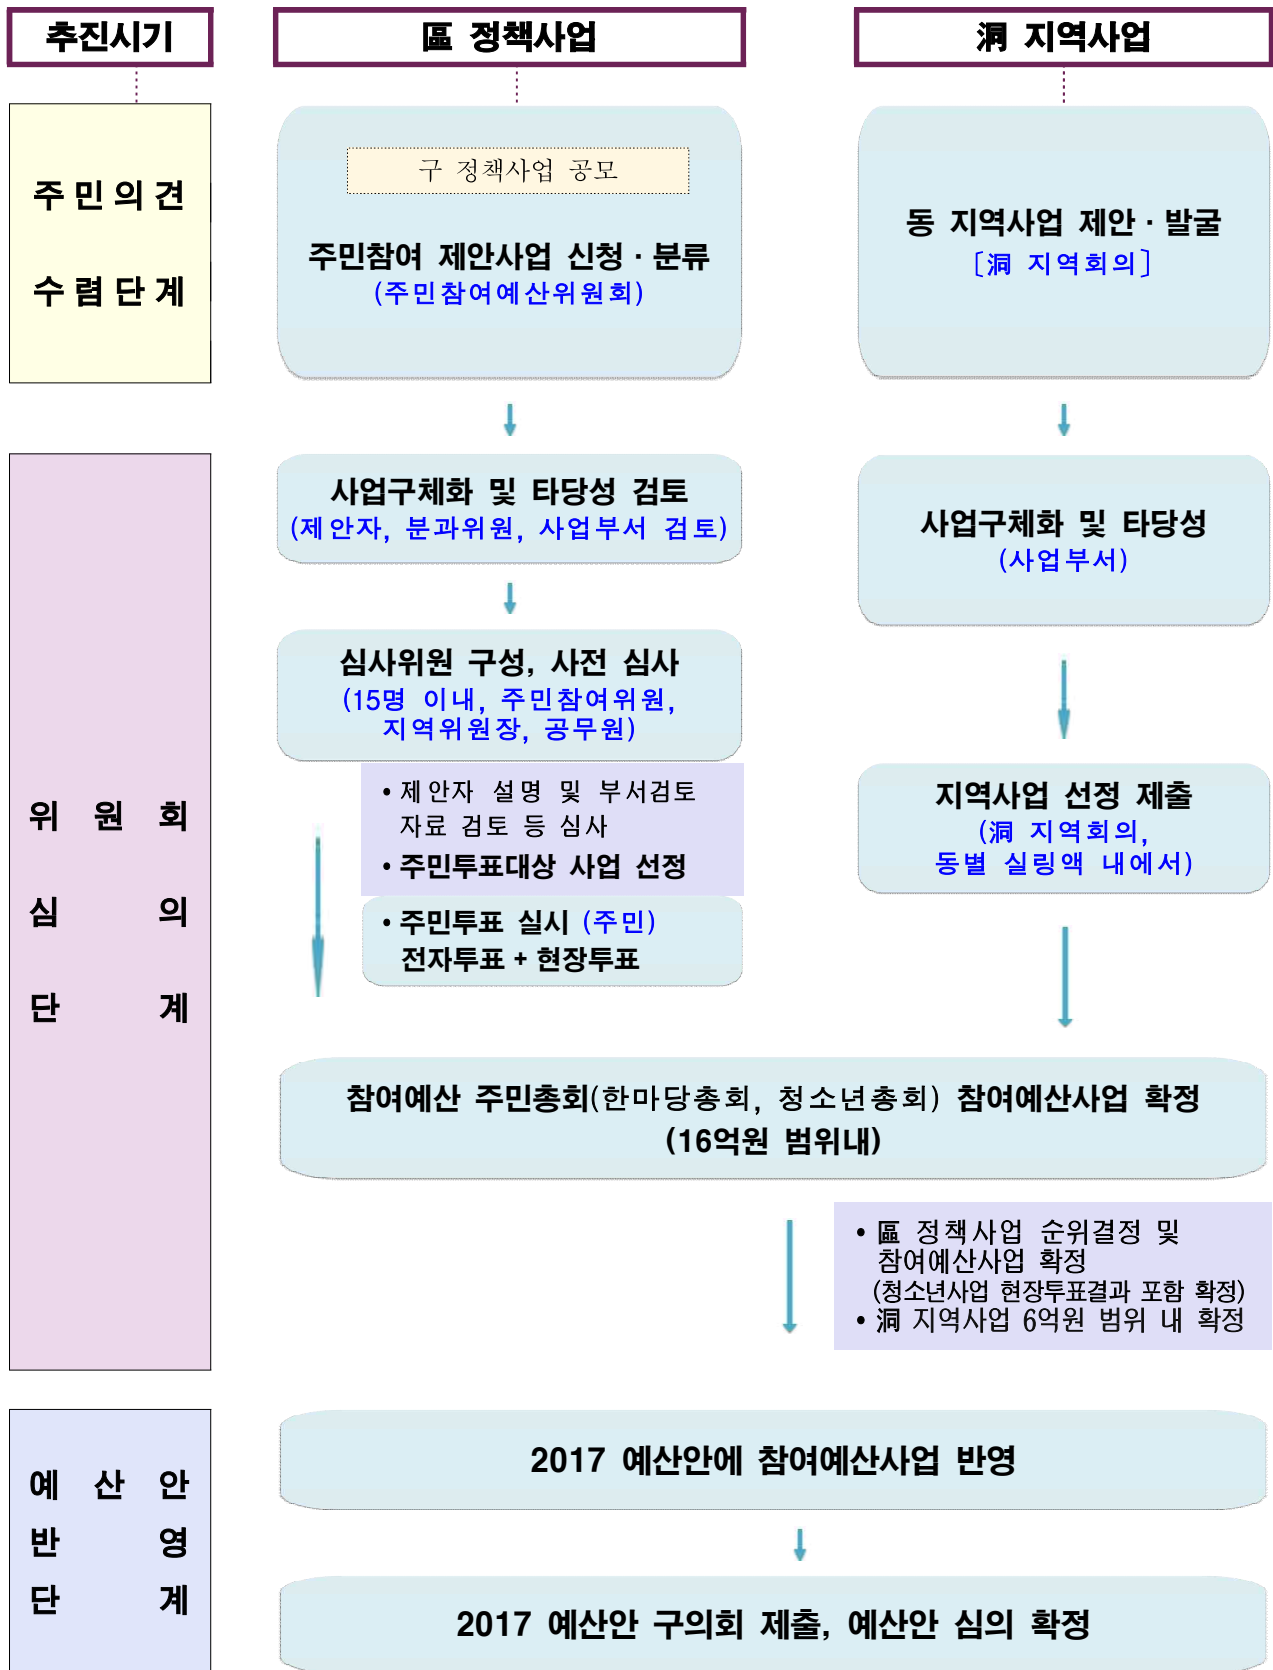 추진시기
區 정책사업
洞 지역사업
주민의견
수렴단계
구 정책사업 공모
주민참여 제안사업 신청·분류
(주민참여예산위원회)
동 지역사업 제안·발굴
[洞 지역회의]
위 원 회
심 의
단 계
사업구체화 및 타당성 검토
(제안자, 분과위원, 사업부서 검토)
심사위원 구성, 사전 심사
(15명 이내, 주민참여위원,
지역위원장, 공무원)
• 제안자 설명 및 부서검토
자료 검토 등 심사
• 주민투표대상 사업 선정
• 주민투표 실시 (주민)
전자투표 + 현장투표
사업구체화 및 타당성
(사업부서)
지역사업 선정 제출
(洞 지역회의,
동별 실링액 내에서)
참여예산 주민총회(한마당총회, 청소년총회) 참여예산사업 확정
(16억원 범위내)
• 區 정책사업 순위결정 및
참여예산사업 확정
(청소년사업 현장투표결과 포함 확정)
• 洞 지역사업 6억원 범위 내 확정
예 산 안
반 영
단 계
2017 예산안에 참여예산사업 반영
2017 예산안 구의회 제출, 예산안 심의 확정